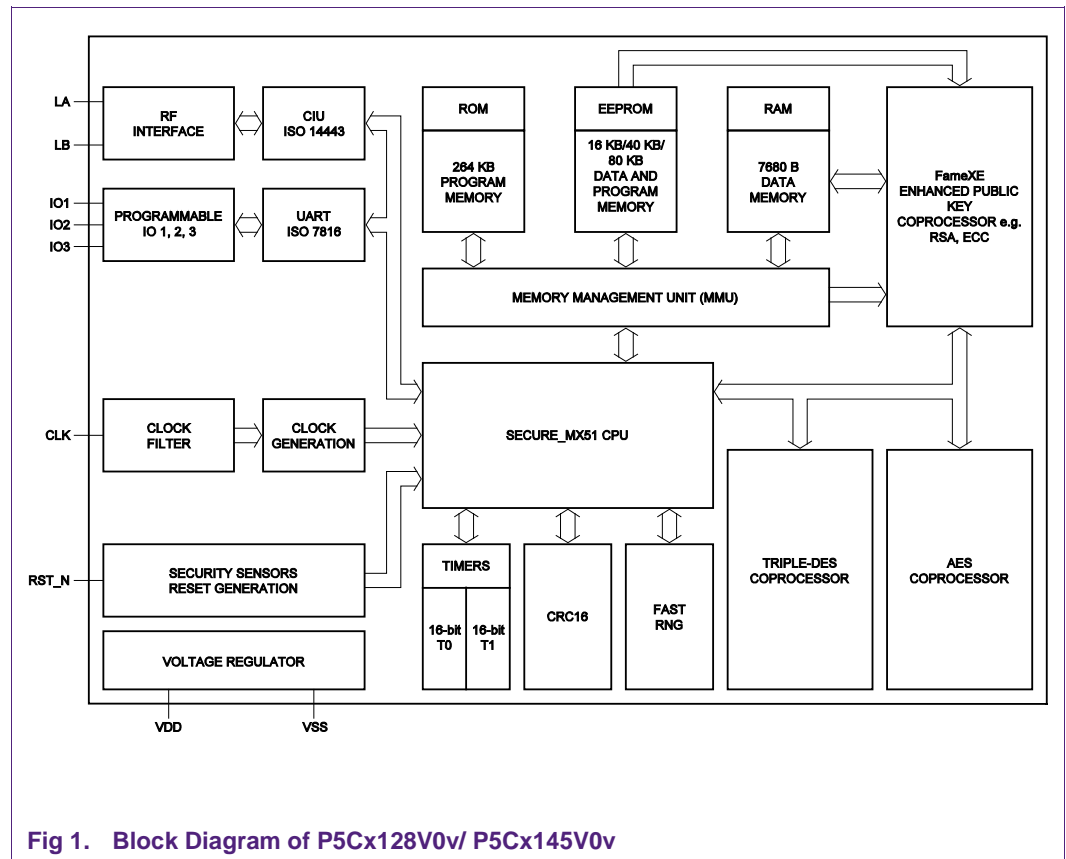 LA
LB
RF
INTERFACE
CIU
ISO 14443
IO1
IO2
IO3
PROGRAMMABLE
IO 1, 2, 3
UART
ISO 7816
ROM
264 KB
PROGRAM
MEMORY
EEPROM
16 KB/40 KB/
80 KB
DATA AND
PROGRAM
MEMORY
RAM
7680 B
DATA
MEMORY
FameXE
ENHANCED PUBLIC
KEY
COPROCESSOR e.g.
RSA, ECC
MEMORY MANAGEMENT UNIT (MMU)
CLK
CLOCK
FILTER
CLOCK
GENERATION
SECURE_MX51 CPU
RST_N
SECURITY SENSORS
RESET GENERATION
TIMERS
16-bit
T0
16-bit
T1
CRC16
FAST
RNG
TRIPLE-DES
COPROCESSOR
AES
COPROCESSOR
VOLTAGE REGULATOR
VDD
VSS
Fig 1. Block Diagram of P5Cx128V0v/ P5Cx145V0v